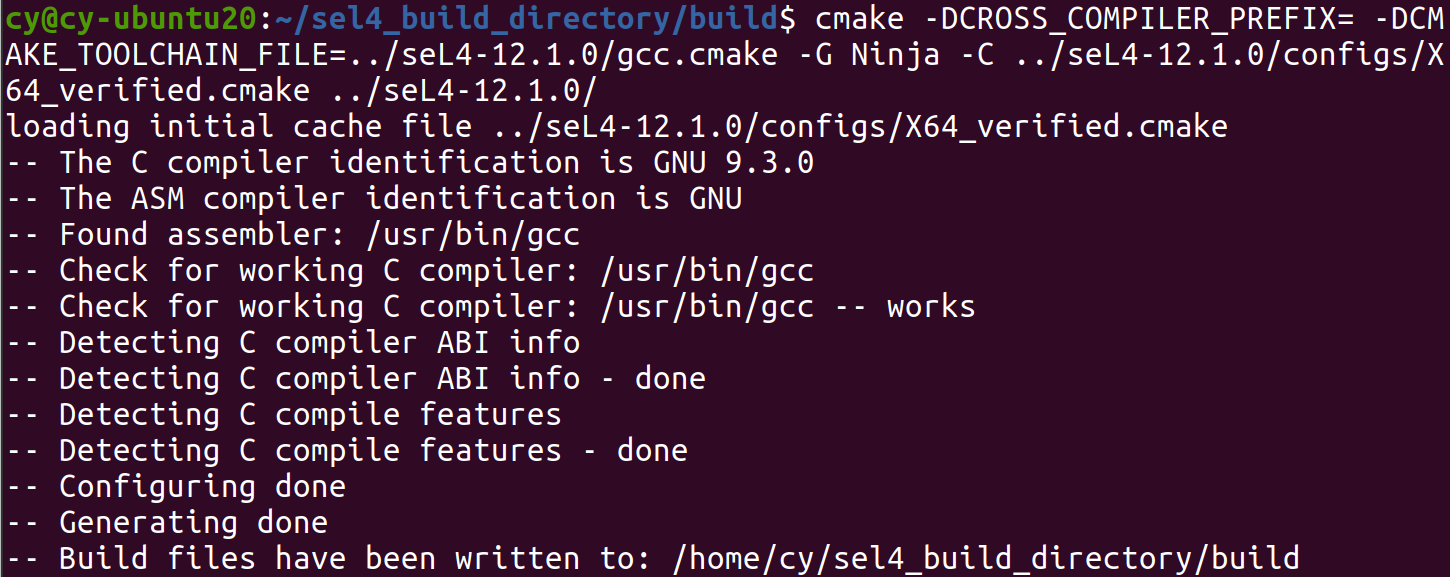 cy@cy-ubuntu20:~/sel4_build_directory/build$ cmake -DCROSS_COMPILER_PREFIX= -DCM
AKE_TOOLCHAIN_FILE=../seL4-12.1.0/gcc.cmake -G Ninja -C ../seL4-12.1.0/configs/X
64_verified.cmake ../seL4-12.1.0/
loading initial cache file ../seL4-12.1.0/configs/X64_verified.cmake
-- The C compiler identification is GNU 9.3.0
-- The ASM compiler identification is GNU
-- Found assembler: /usr/bin/gcc
-- Check for working C compiler: /usr/bin/gcc
-- Check for working C compiler: /usr/bin/gcc -- works
-- Detecting C compiler ABI info
-- Detecting C compiler ABI info - done
-- Detecting C compile features
-- Detecting C compile features - done
-- Configuring done
-- Generating done
-- Build files have been written to: /home/cy/sel4_build_directory/build